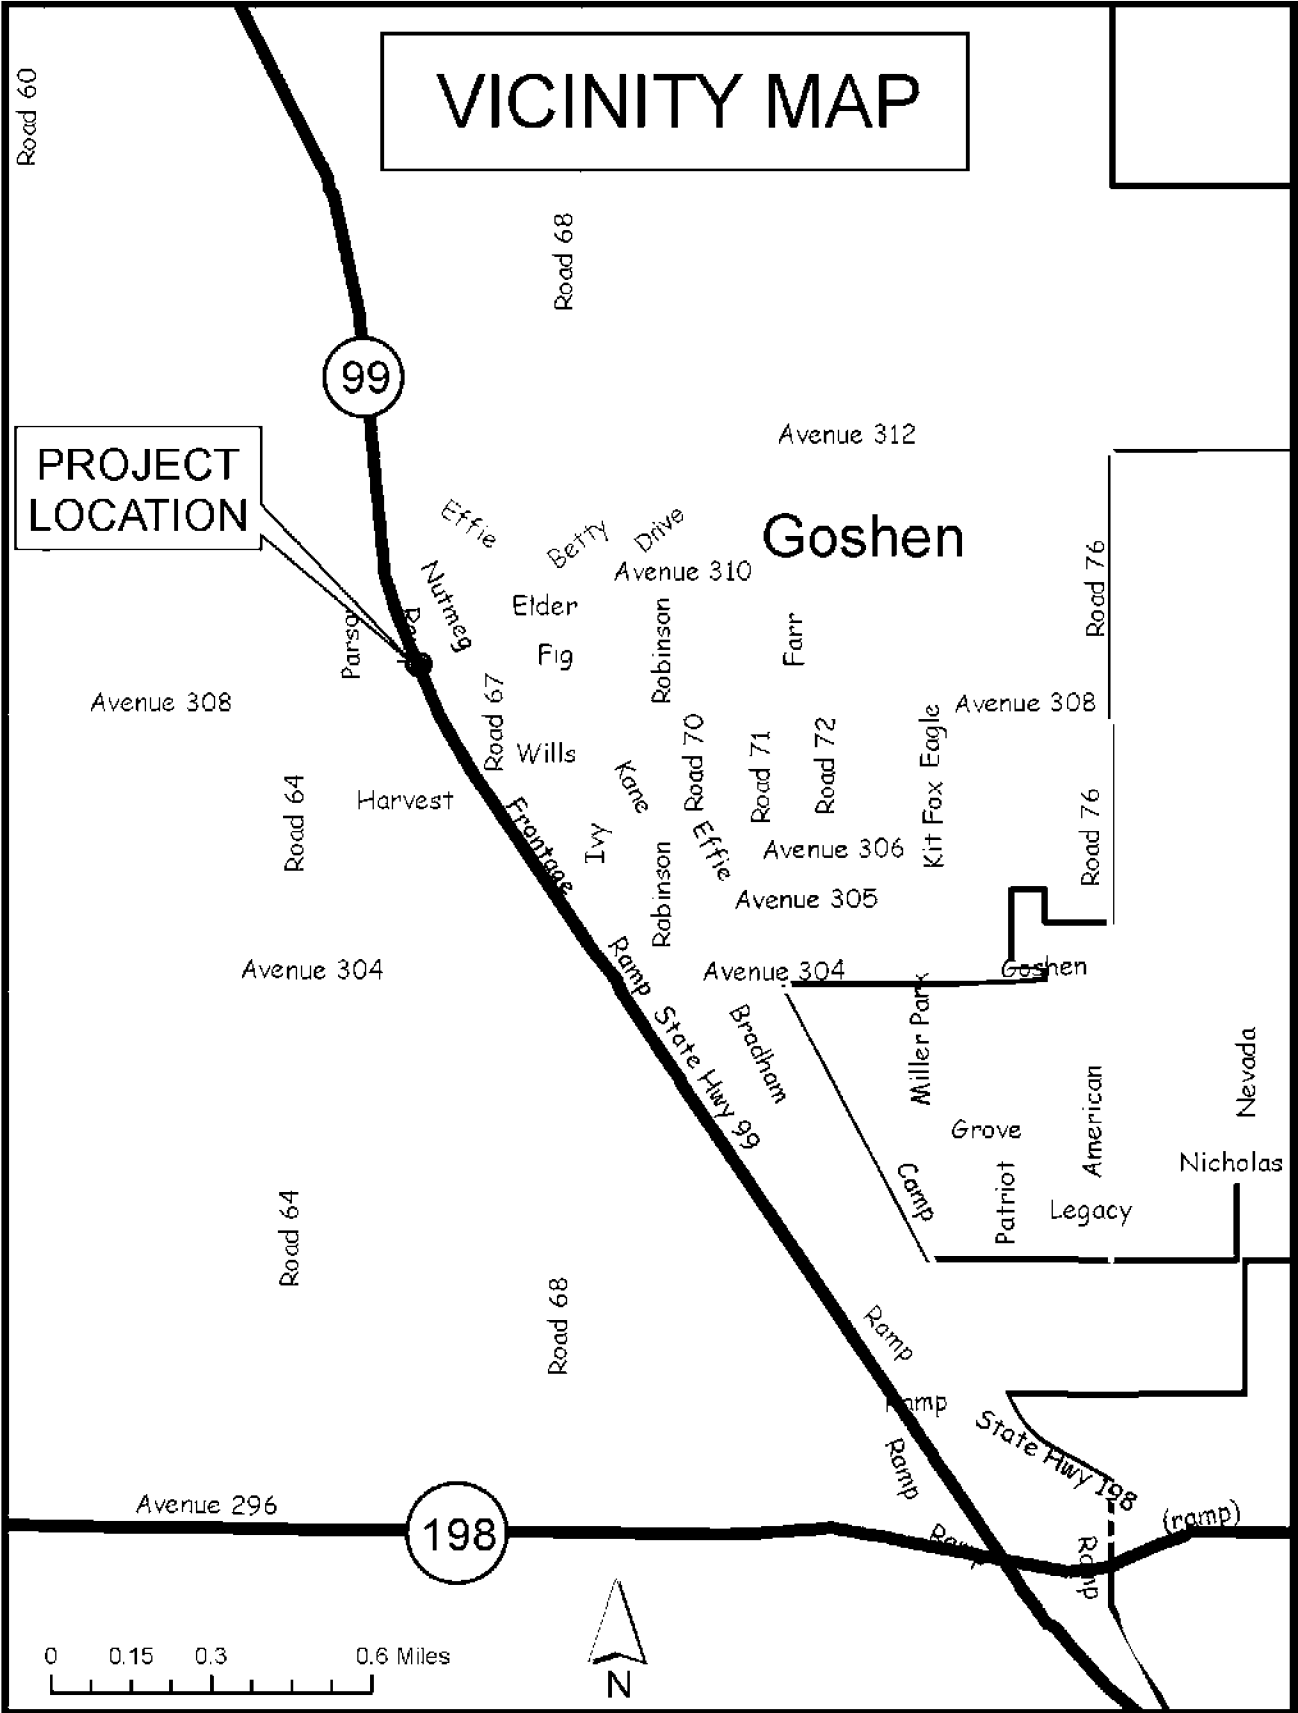 VICINITY MAP
Road 60
Road 68
99
Avenue 312
PROJECT
LOCATION
Effie
Betty
Drive
Goshen
Avenue 310
Road 76
Nutmeg
Elder
Robinson
Farr
Fig
Avenue 308
Road 67
Avenue 308
Wills
Kane
Road 70
Road 71
Road 72
Kit Fox Eagle
Road 64
Harvest
Frontage
Ivy
Effie
Avenue 306
Road 76
Robinson
Avenue 305
Avenue 304
Ramp
Avenue 304
Goshen
State Hwy 99
Bradham
Miller Park
American
Nevada
Grove
Nicholas
Camp
Patriot
Legacy
Road 64
Road 68
Ramp
Ramp
Ramp
State Hwy 198
Avenue 296
198
Ramp
Ramp
(ramp)
0 0.15 0.3 0.6 Miles
N